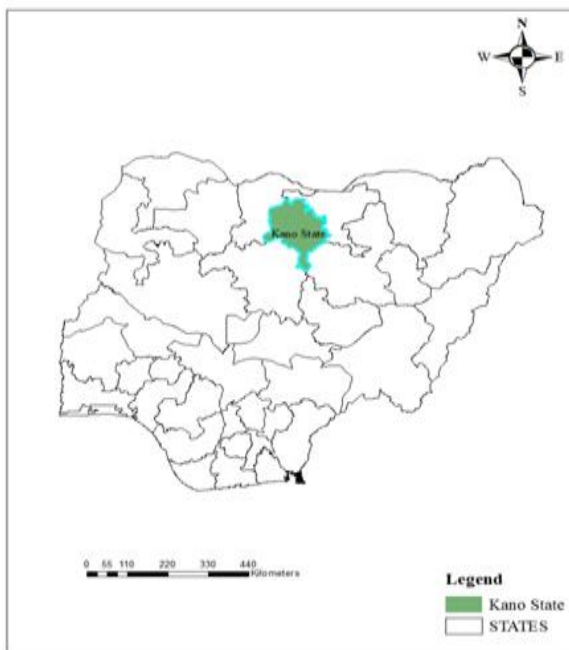 N
W E
S
Kano State
0 55 110 220 330 440
Kilometers
Legend
Kano State
STATES